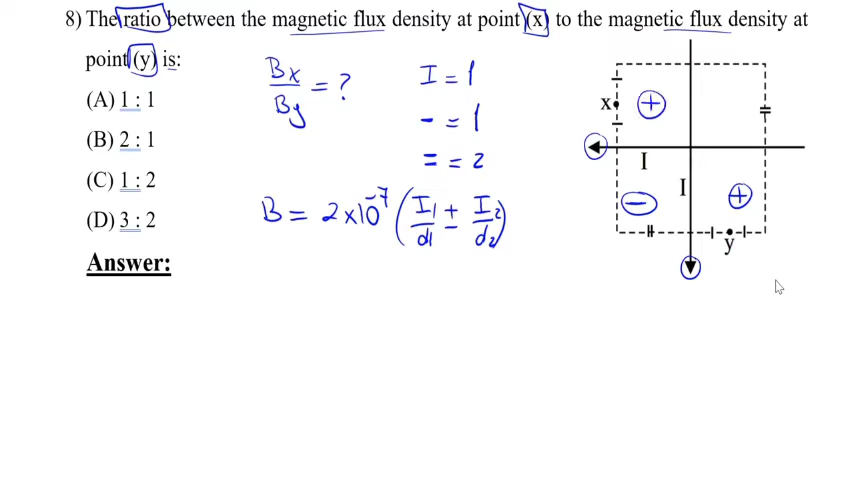 8) The ratio between the magnetic flux density at point (x) to the magnetic flux density at
point (y) is:
(A) 1 : 1
(B) 2 : 1
(C) 1 : 2
(D) 3 : 2
Answer:
Bx/By = ?
I = 1
- = 1
= = 2
B = 2×10^-7 (I1/d1 ± I2/d2)
x
+
I
I
-
+
y